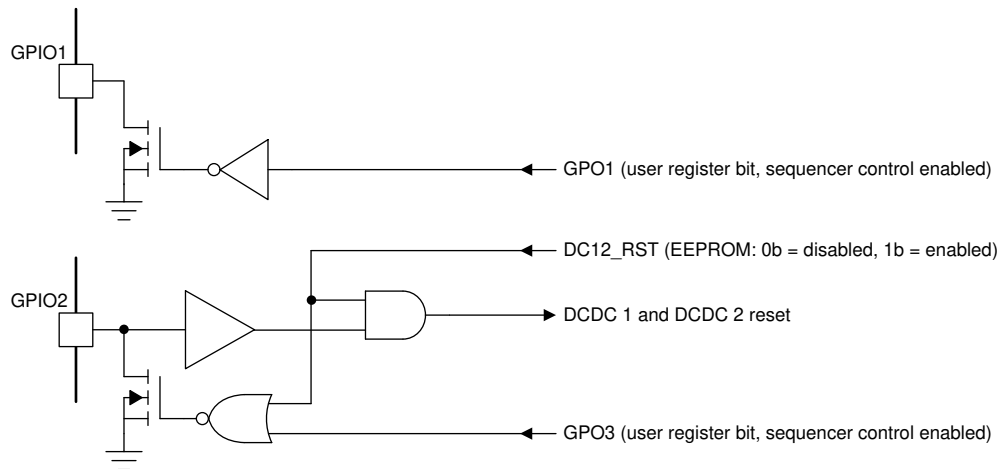 GPIO1
GPO1 (user register bit, sequencer control enabled)
DC12_RST (EEPROM: 0b = disabled, 1b = enabled)
GPIO2
DCDC 1 and DCDC 2 reset
GPO3 (user register bit, sequencer control enabled)